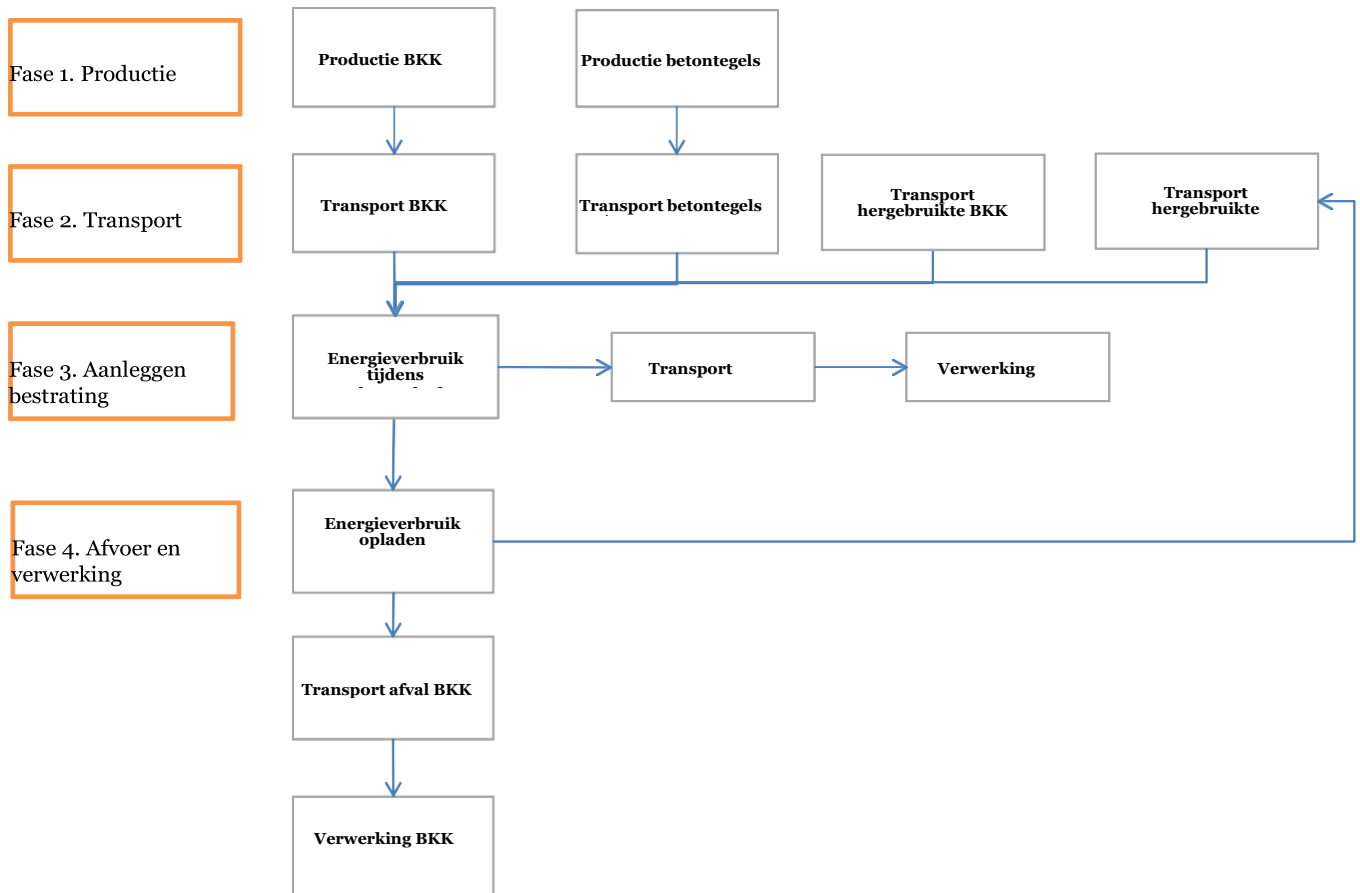 Fase 1. Productie
Productie BKK
Productie betontegels
Fase 2. Transport
Transport BKK
Transport betontegels
Transport
hergebruikte BKK
Transport
hergebruikte
Fase 3. Aanleggen
bestrating
Energieverbruik
tijdens
Transport
Verwerking
Fase 4. Afvoer en
verwerking
Energieverbruik
opladen
Transport afval BKK
Verwerking BKK